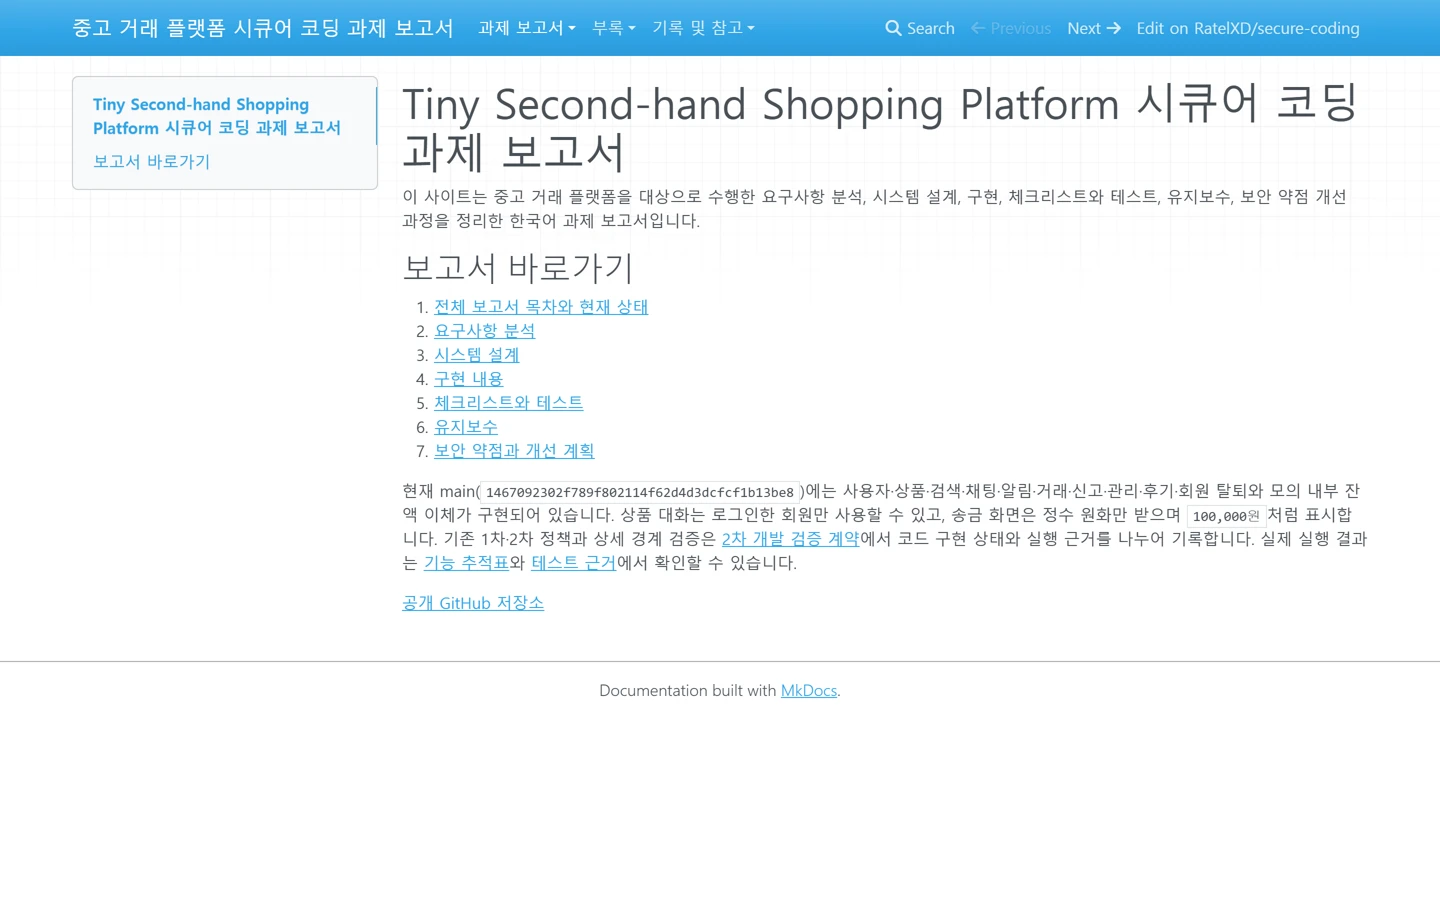 중고 거래 플랫폼 시큐어 코딩 과제 보고서 과제 보고서 부록 기록 및 참고 Search Previous Next Edit on RatelXD/secure-coding
Tiny Second-hand Shopping
Platform 시큐어 코딩 과제 보고서
보고서 바로가기
Tiny Second-hand Shopping Platform 시큐어 코딩
과제 보고서
이 사이트는 중고 거래 플랫폼을 대상으로 수행한 요구사항 분석, 시스템 설계, 구현, 체크리스트와 테스트, 유지보수, 보안 약점 개선
과정을 정리한 한국어 과제 보고서입니다.
보고서 바로가기
1. 전체 보고서 목차와 현재 상태
2. 요구사항 분석
3. 시스템 설계
4. 구현 내용
5. 체크리스트와 테스트
6. 유지보수
7. 보안 약점과 개선 계획
현재 main(1467092302f789f802114f62d4d3dcfcf1b13be8)에는 사용자·상품·검색·채팅·알림·거래·신고·관리·후기·회원 탈퇴와 모의 내부 잔
액 이체가 구현되어 있습니다. 상품 대화는 로그인한 회원만 사용할 수 있고, 송금 화면은 정수 원화만 받으며 100,000원처럼 표시합
니다. 기존 1차·2차 정책과 상세 경계 검증은 2차 개발 검증 계약에서 코드 구현 상태와 실행 근거를 나누어 기록합니다. 실제 실행 결과
는 기능 추적표와 테스트 근거에서 확인할 수 있습니다.
공개 GitHub 저장소
Documentation built with MkDocs.